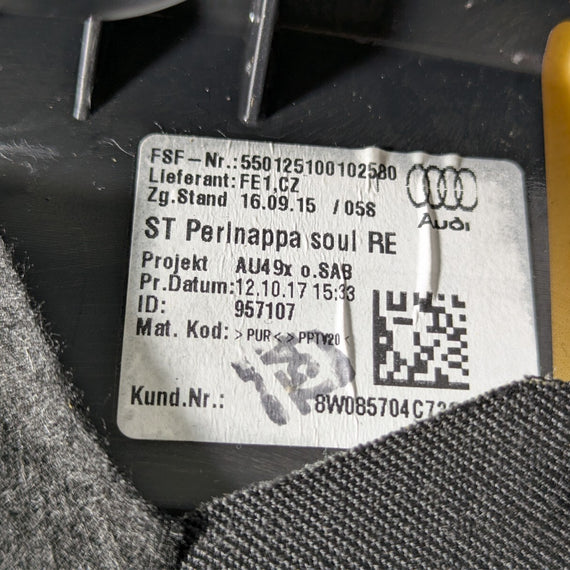 FSF-Nr.:550125100102580
Lieferant:FE1,CZ
Zg.Stand 16.09.15 /05S
Audi
ST Perlnappa soul RE
Projekt AU49x o.SAB
Pr.Datum:12.10.17 15:33
ID: 957107
Mat. Kod: >PUR<>PPTV20<
Kund.Nr.: 8W085704C7